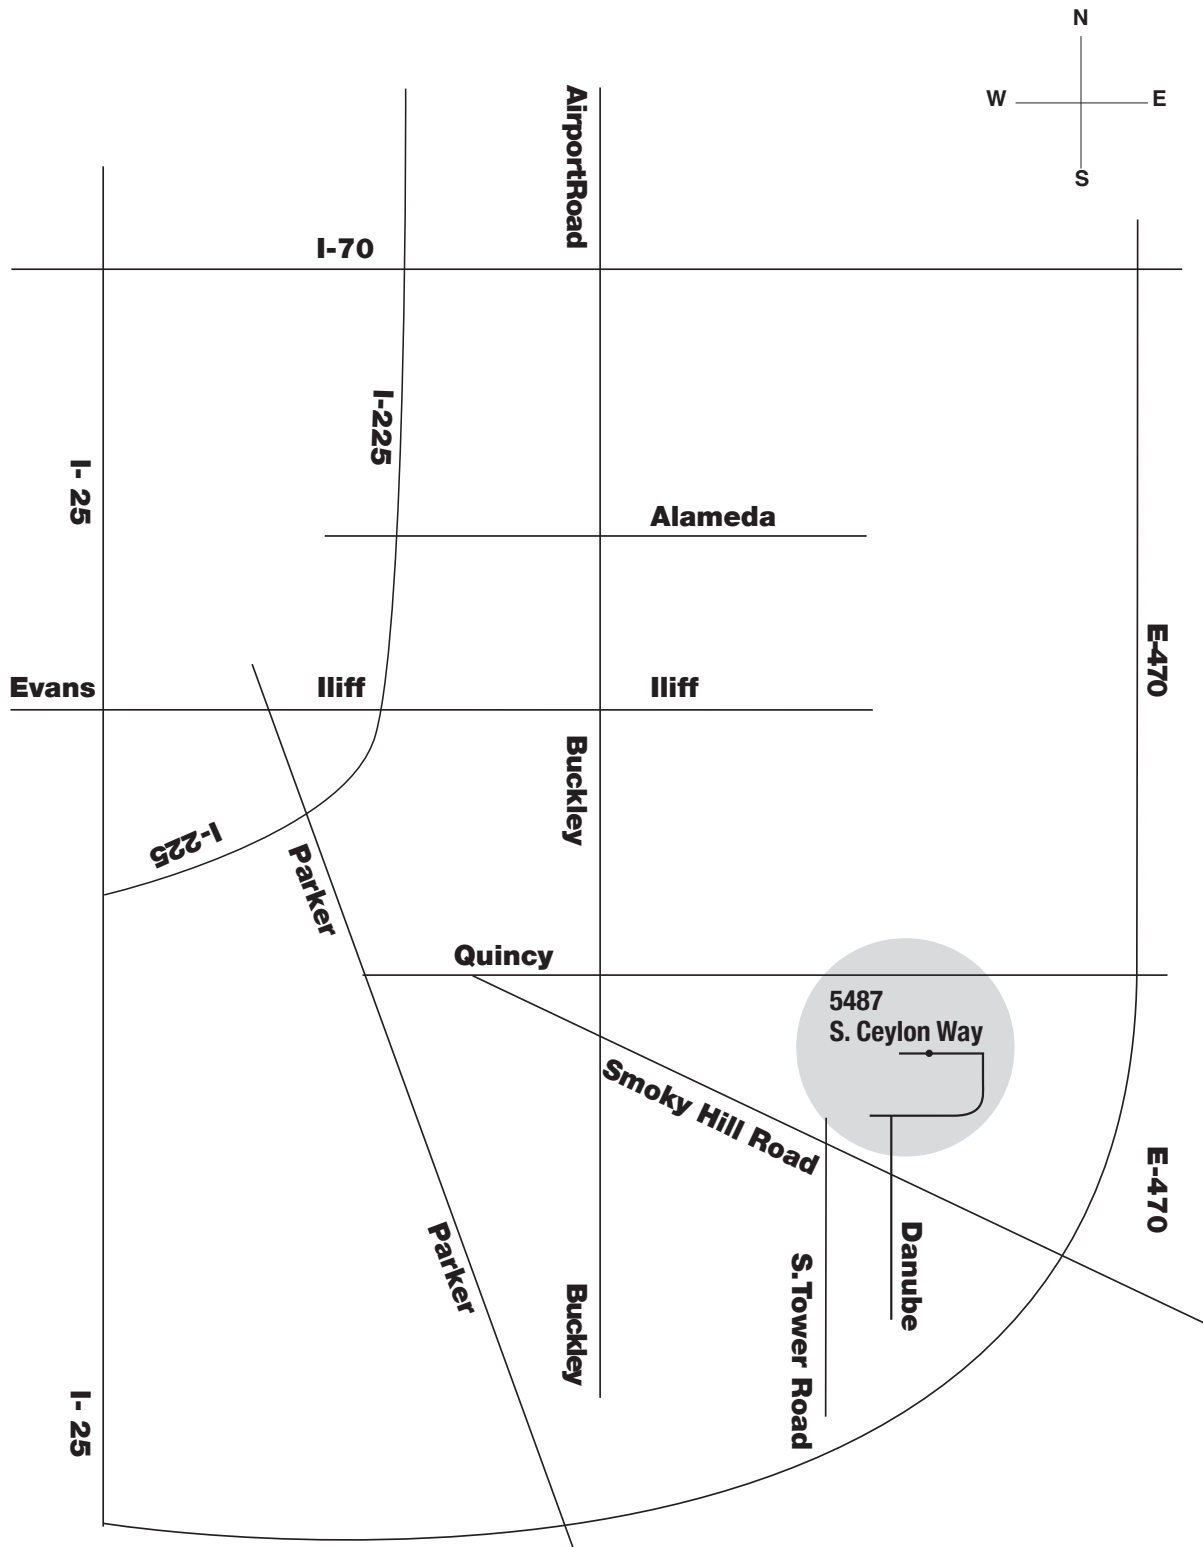 N
W
E
S
AirportRoad
I-70
I-225
I- 25
Alameda
E-470
Evans
Iliff
Iliff
Buckley
I-225
Parker
Quincy
5487
S. Ceylon Way
Smoky Hill Road
E-470
Parker
Danube
S.Tower Road
Buckley
I- 25